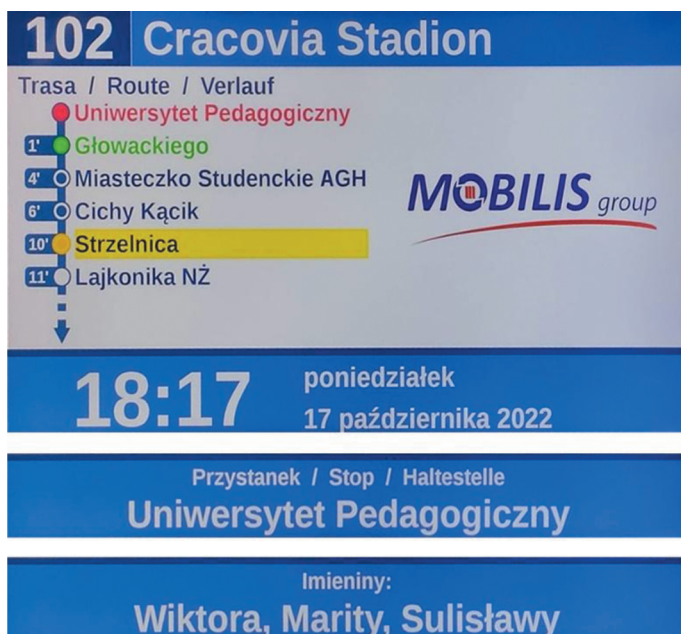 102 Cracovia Stadion
Trasa / Route / Verlauf
Uniwersytet Pedagogiczny
1' Głowackiego
4' Miasteczko Studenckie AGH
6' Cichy Kącik
10' Strzelnica
11' Lajkonika NŻ
MOBILIS group
18:17
poniedziałek
17 października 2022
Przystanek / Stop / Haltestelle
Uniwersytet Pedagogiczny
Imieniny:
Wiktora, Marity, Sulisławy